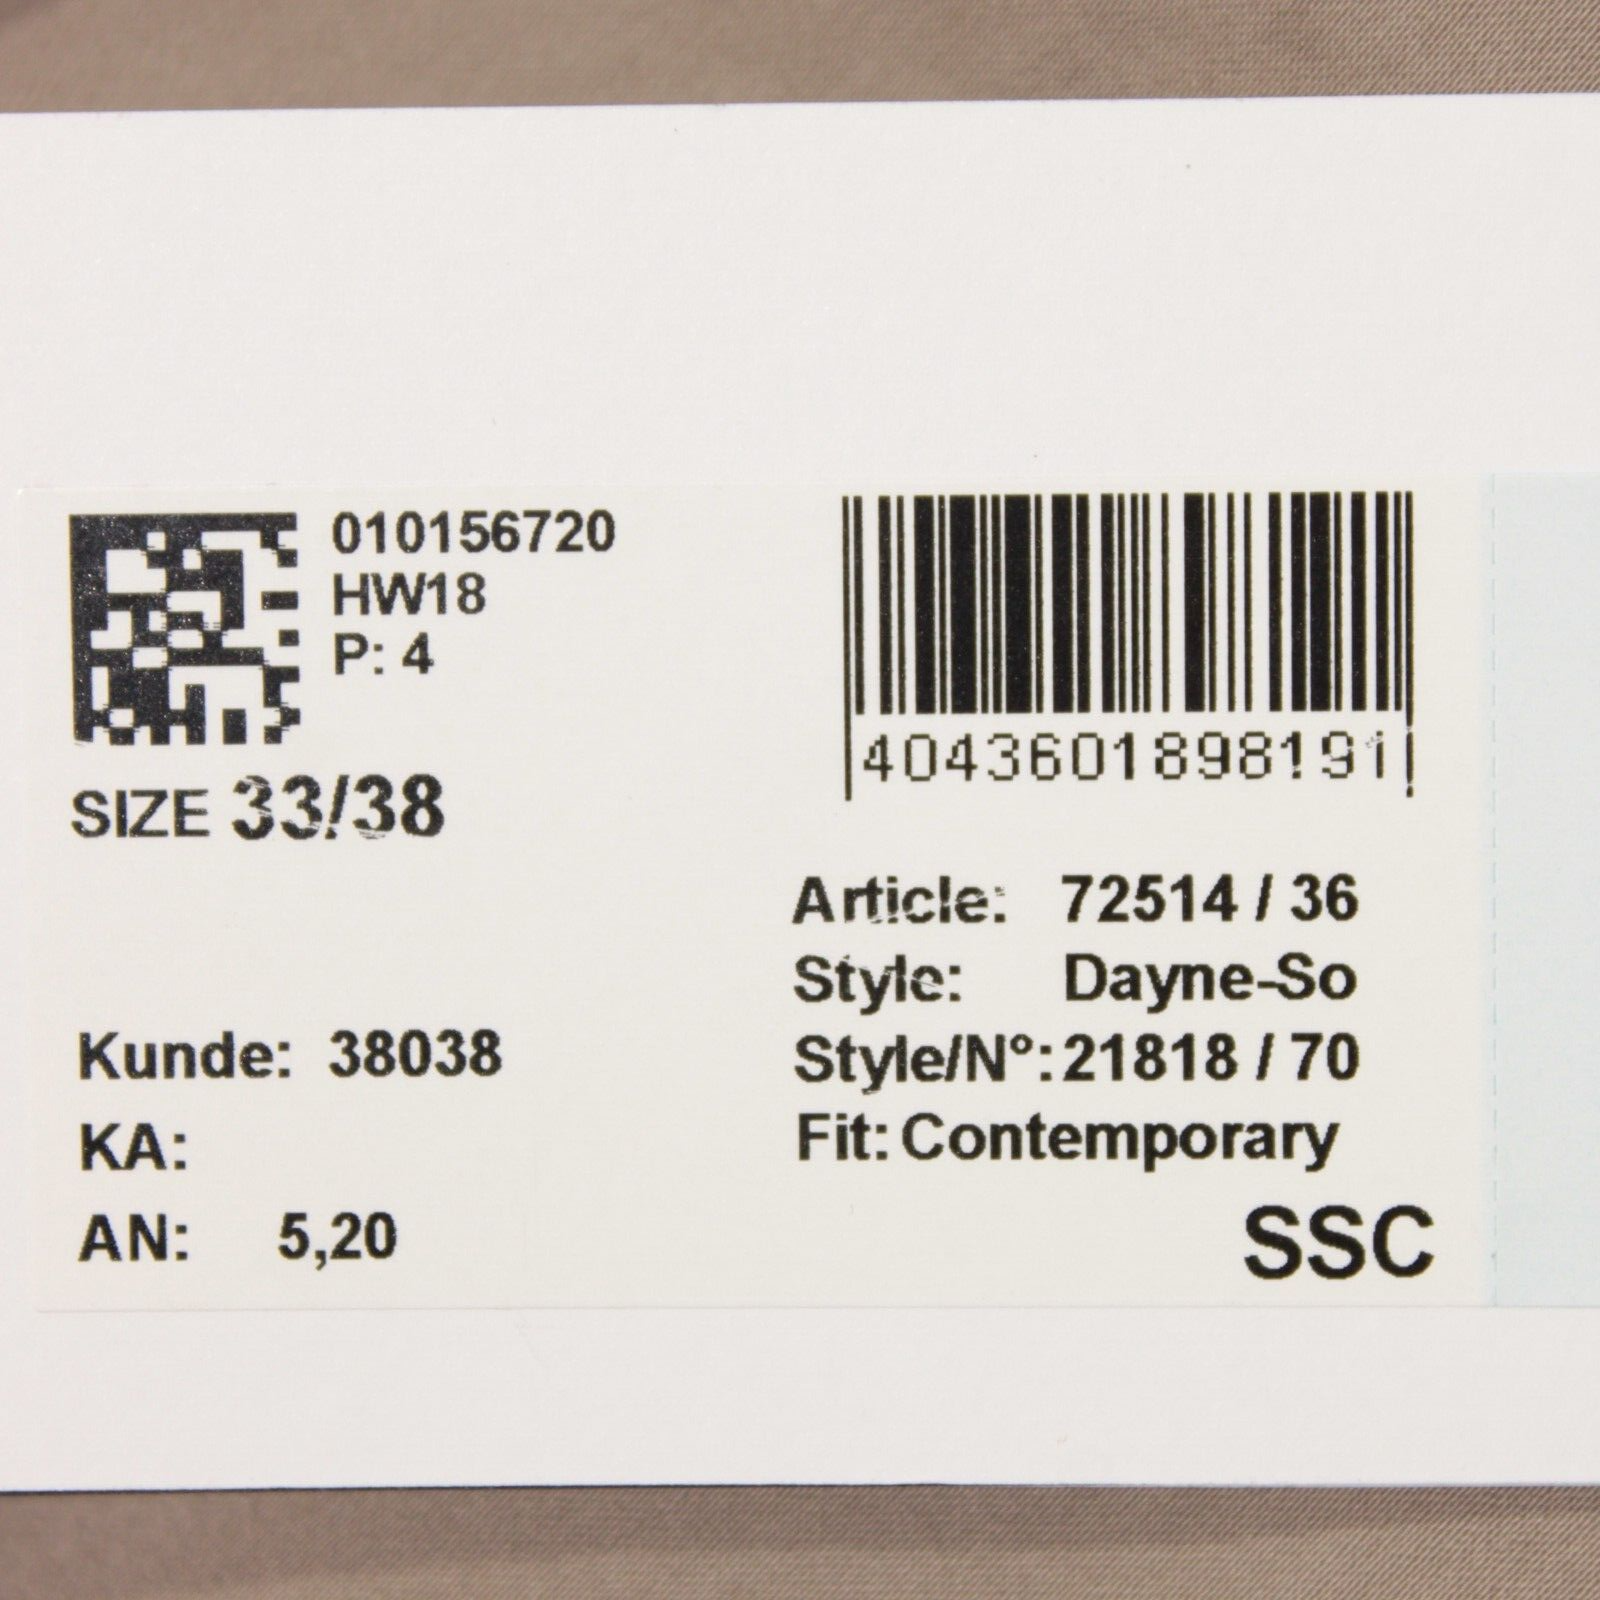 010156720
HW18
P: 4
SIZE 33/38
4043601898191
Article: 72514 / 36
Style: Dayne-So
Style/N°: 21818 / 70
Fit: Contemporary
SSC
Kunde: 38038
KA:
AN: 5,20